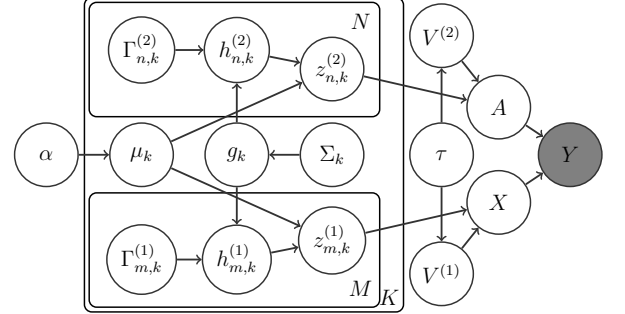 N
Γ_{n,k}^{(2)} h_{n,k}^{(2)} z_{n,k}^{(2)} V^{(2)}
A
α μ_k g_k Σ_k τ Y
X
Γ_{m,k}^{(1)} h_{m,k}^{(1)} z_{m,k}^{(1)} V^{(1)}
M K